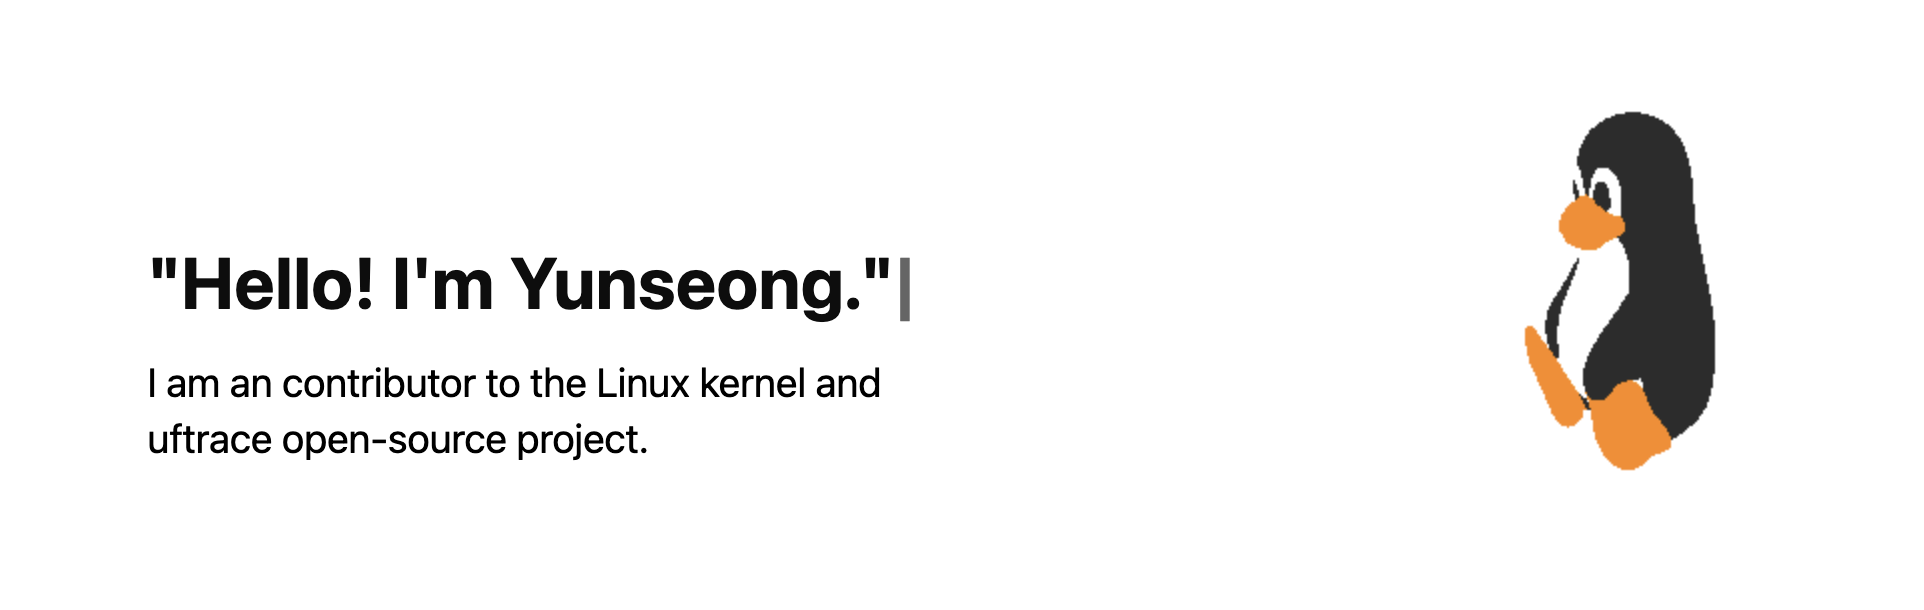 "Hello! I'm Yunseong."
I am an contributor to the Linux kernel and
uftrace open-source project.